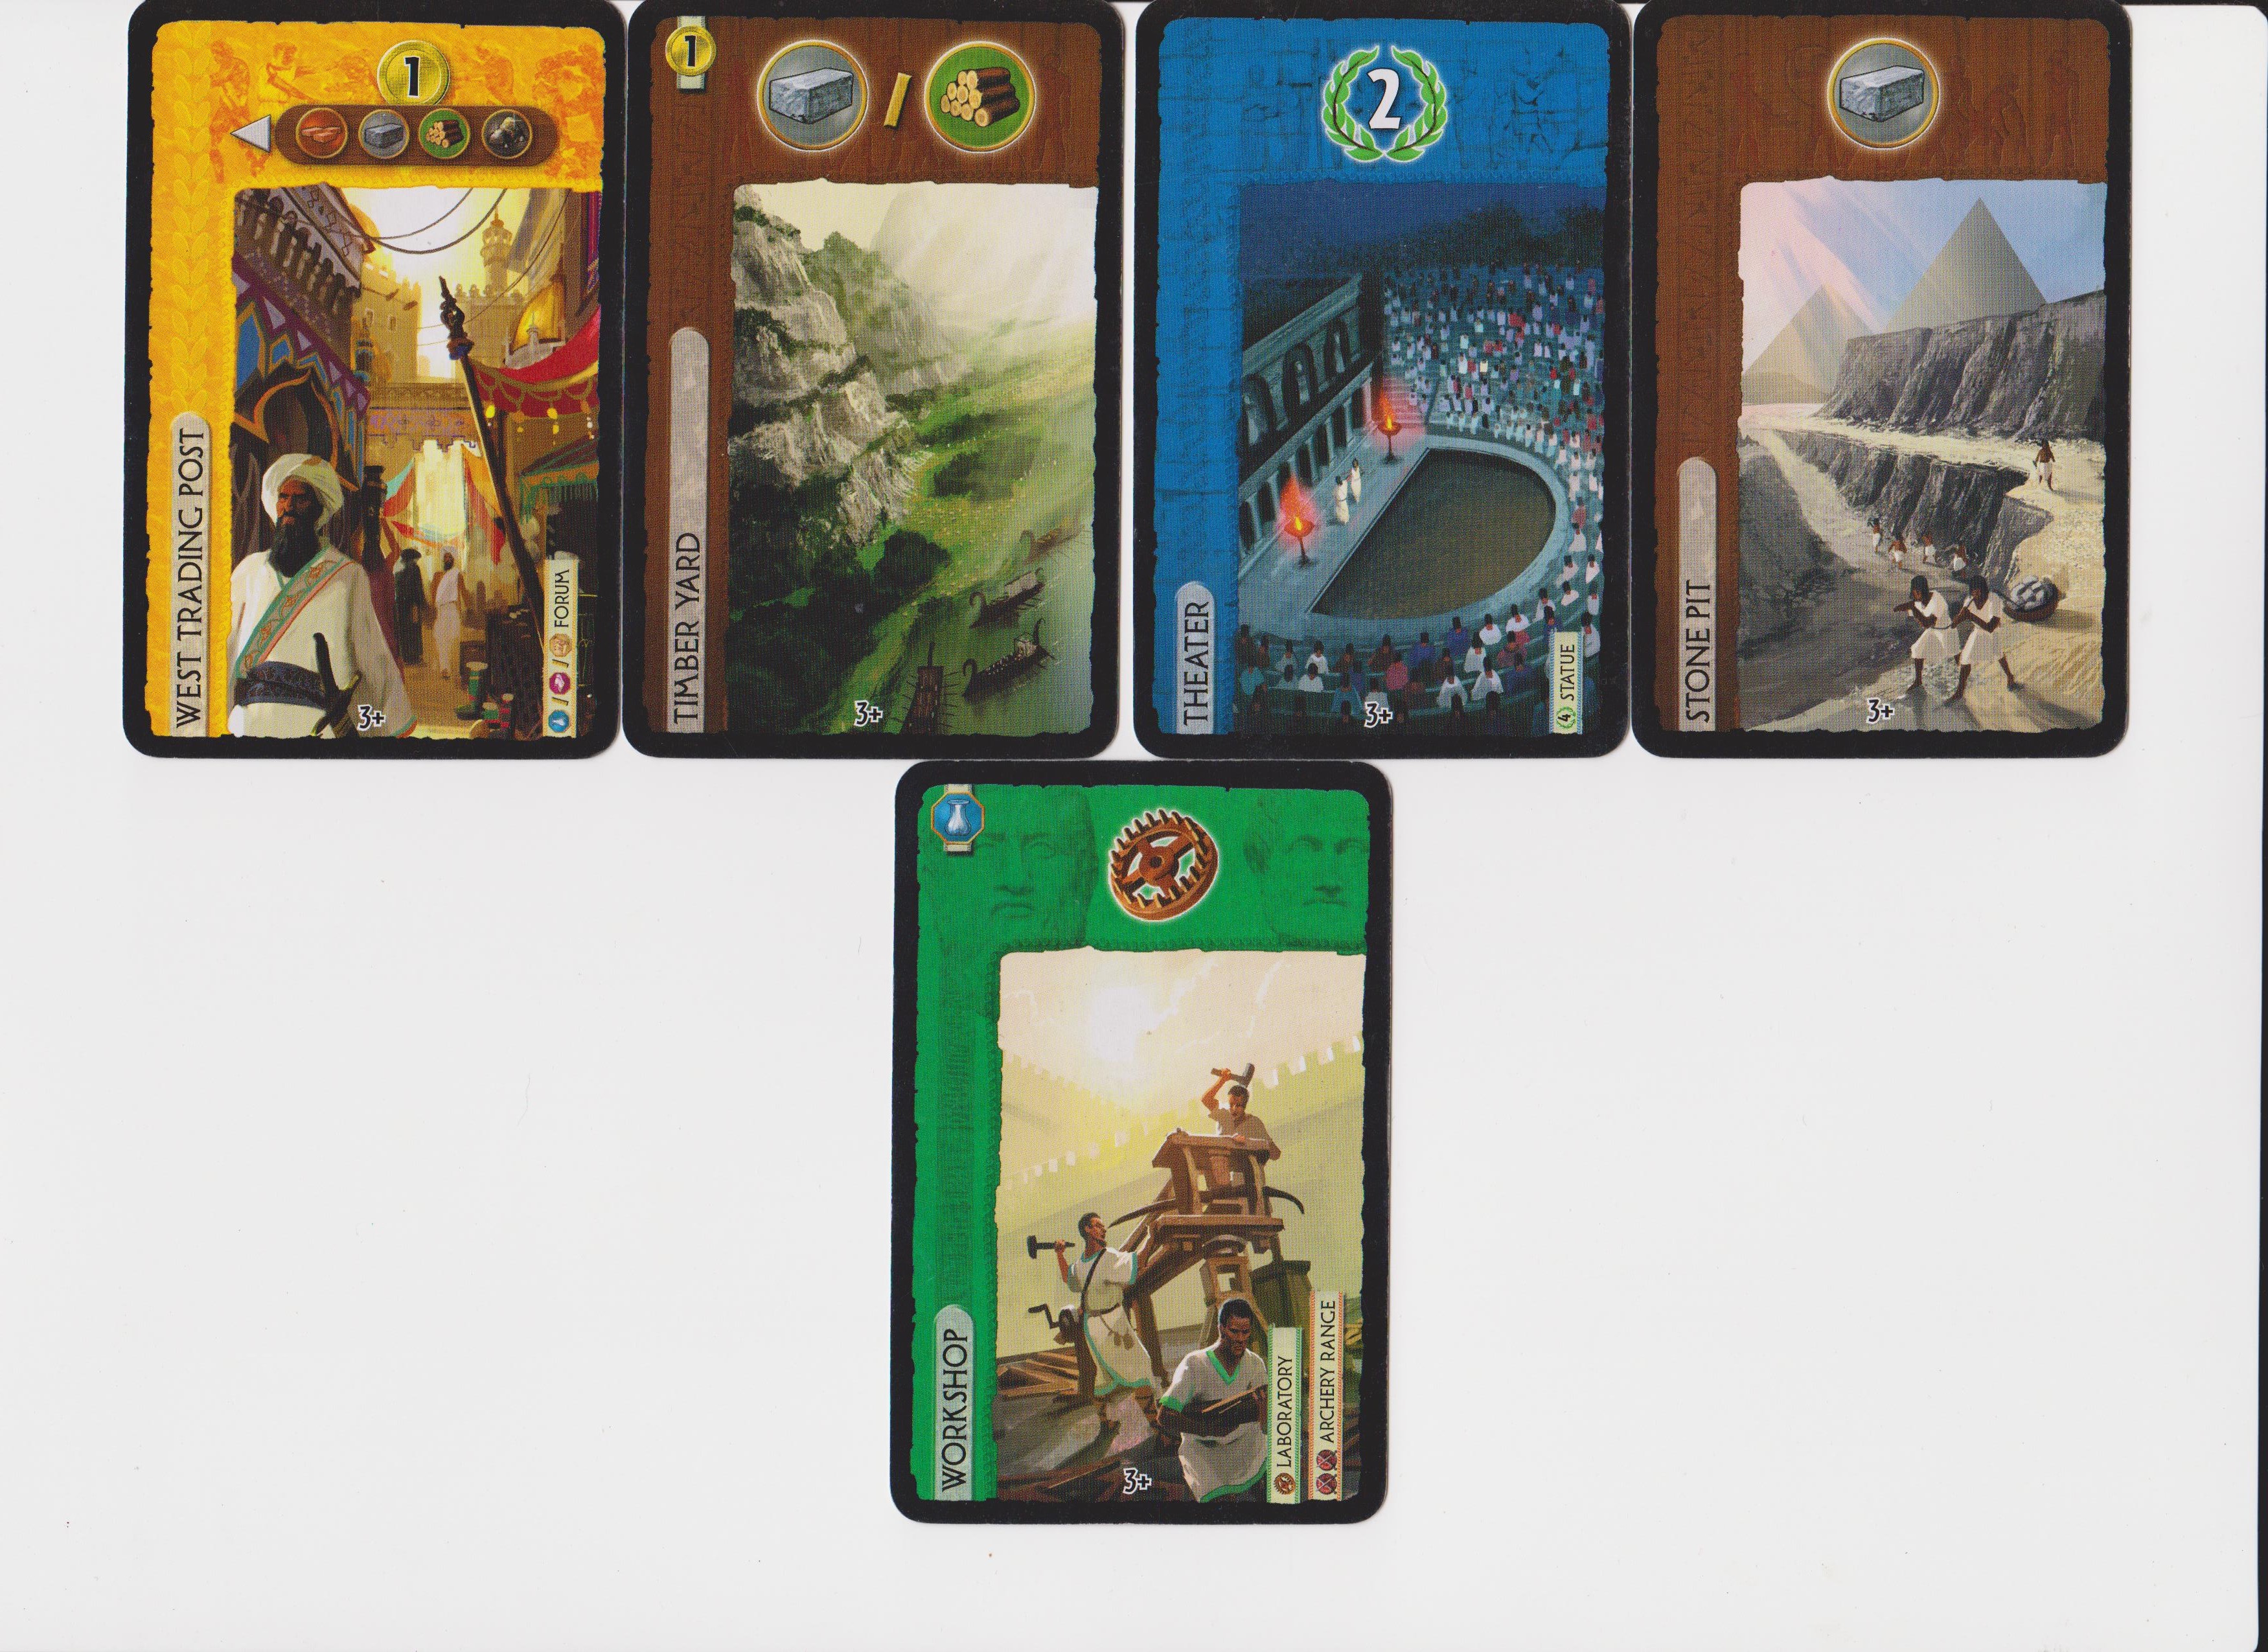 1
WEST TRADING POST
/ / FORUM
3+
1
/
TIMBER YARD
3+
2
THEATER
4 STATUE
3+
STONE PIT
3+
WORKSHOP
LABORATORY
ARCHERY RANGE
3+